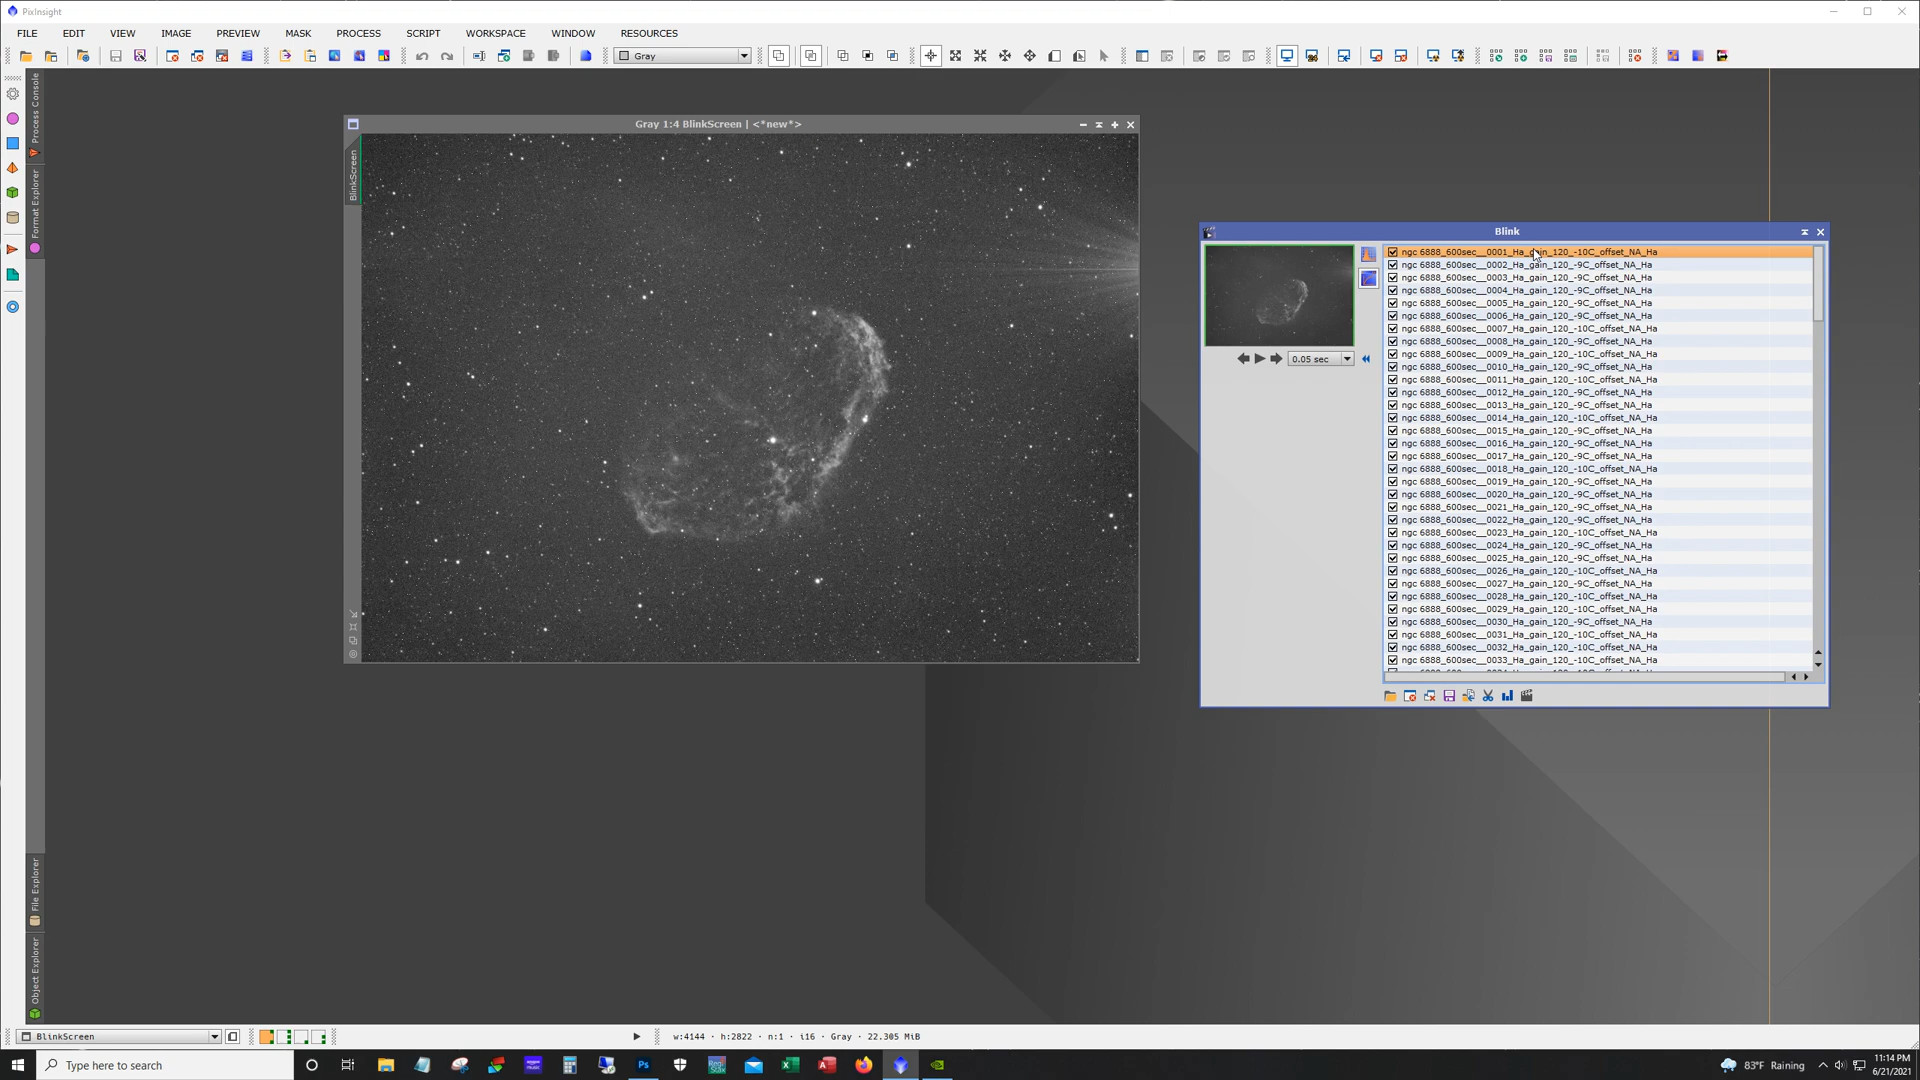 PixInsight
FILE EDIT VIEW IMAGE PREVIEW MASK PROCESS SCRIPT WORKSPACE WINDOW RESOURCES
Gray
Process Console
Format Explorer
File Explorer
Object Explorer
Gray 1:4 BlinkScreen | <*new*>
BlinkScreen
Blink
0.05 sec
ngc 6888_600sec__0001_Ha_gain_120_-10C_offset_NA_Ha
ngc 6888_600sec__0002_Ha_gain_120_-9C_offset_NA_Ha
ngc 6888_600sec__0003_Ha_gain_120_-9C_offset_NA_Ha
ngc 6888_600sec__0004_Ha_gain_120_-9C_offset_NA_Ha
ngc 6888_600sec__0005_Ha_gain_120_-9C_offset_NA_Ha
ngc 6888_600sec__0006_Ha_gain_120_-9C_offset_NA_Ha
ngc 6888_600sec__0007_Ha_gain_120_-10C_offset_NA_Ha
ngc 6888_600sec__0008_Ha_gain_120_-9C_offset_NA_Ha
ngc 6888_600sec__0009_Ha_gain_120_-10C_offset_NA_Ha
ngc 6888_600sec__0010_Ha_gain_120_-9C_offset_NA_Ha
ngc 6888_600sec__0011_Ha_gain_120_-10C_offset_NA_Ha
ngc 6888_600sec__0012_Ha_gain_120_-9C_offset_NA_Ha
ngc 6888_600sec__0013_Ha_gain_120_-9C_offset_NA_Ha
ngc 6888_600sec__0014_Ha_gain_120_-10C_offset_NA_Ha
ngc 6888_600sec__0015_Ha_gain_120_-9C_offset_NA_Ha
ngc 6888_600sec__0016_Ha_gain_120_-9C_offset_NA_Ha
ngc 6888_600sec__0017_Ha_gain_120_-9C_offset_NA_Ha
ngc 6888_600sec__0018_Ha_gain_120_-10C_offset_NA_Ha
ngc 6888_600sec__0019_Ha_gain_120_-9C_offset_NA_Ha
ngc 6888_600sec__0020_Ha_gain_120_-9C_offset_NA_Ha
ngc 6888_600sec__0021_Ha_gain_120_-9C_offset_NA_Ha
ngc 6888_600sec__0022_Ha_gain_120_-9C_offset_NA_Ha
ngc 6888_600sec__0023_Ha_gain_120_-10C_offset_NA_Ha
ngc 6888_600sec__0024_Ha_gain_120_-9C_offset_NA_Ha
ngc 6888_600sec__0025_Ha_gain_120_-9C_offset_NA_Ha
ngc 6888_600sec__0026_Ha_gain_120_-10C_offset_NA_Ha
ngc 6888_600sec__0027_Ha_gain_120_-9C_offset_NA_Ha
ngc 6888_600sec__0028_Ha_gain_120_-10C_offset_NA_Ha
ngc 6888_600sec__0029_Ha_gain_120_-10C_offset_NA_Ha
ngc 6888_600sec__0030_Ha_gain_120_-9C_offset_NA_Ha
ngc 6888_600sec__0031_Ha_gain_120_-10C_offset_NA_Ha
ngc 6888_600sec__0032_Ha_gain_120_-10C_offset_NA_Ha
ngc 6888_600sec__0033_Ha_gain_120_-10C_offset_NA_Ha
BlinkScreen
w:4144 · h:2822 · n:1 · i16 · Gray · 22.305 MiB
Type here to search
Ps
83°F Raining
11:14 PM
6/21/2021